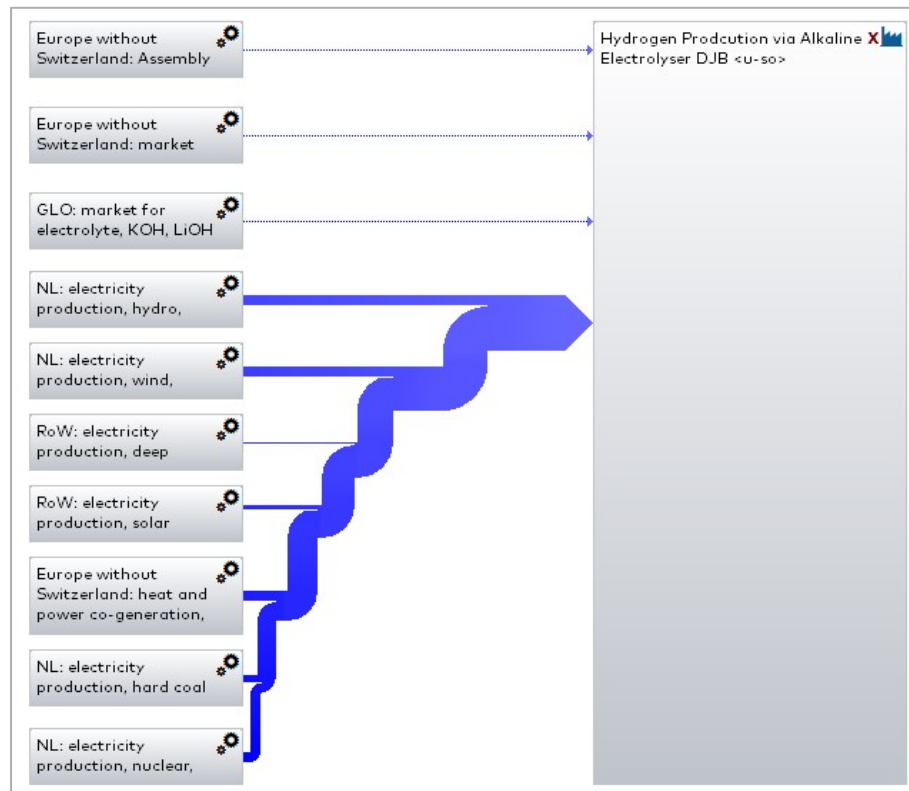 Europe without
Switzerland: Assembly
Hydrogen Prodcution via Alkaline X
Electrolyser DJB <u-so>
Europe without
Switzerland: market
GLO: market for
electrolyte, KOH, LiOH
NL: electricity
production, hydro,
NL: electricity
production, wind,
RoW: electricity
production, deep
RoW: electricity
production, solar
Europe without
Switzerland: heat and
power co-generation,
NL: electricity
production, hard coal
NL: electricity
production, nuclear,